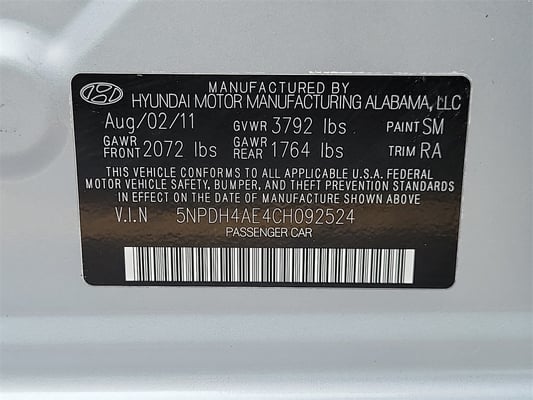 MANUFACTURED BY
HYUNDAI MOTOR MANUFACTURING ALABAMA, LLC
Aug/02/11 GVWR 3792 lbs PAINT SM
GAWR FRONT 2072 lbs GAWR REAR 1764 lbs TRIM RA
THIS VEHICLE CONFORMS TO ALL APPLICABLE U.S.A. FEDERAL
MOTOR VEHICLE SAFETY, BUMPER, AND THEFT PREVENTION STANDARDS
IN EFFECT ON THE DATE OF MANUFACTURE SHOWN ABOVE
V.I.N 5NPDH4AE4CH092524
PASSENGER CAR